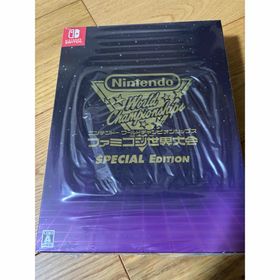 NINTENDO
SWITCH
Nintendo
World
Championships
ニンテンドー ワールドチャンピオンシップス
ファミコン世界大会
SPECIAL EDITION
A